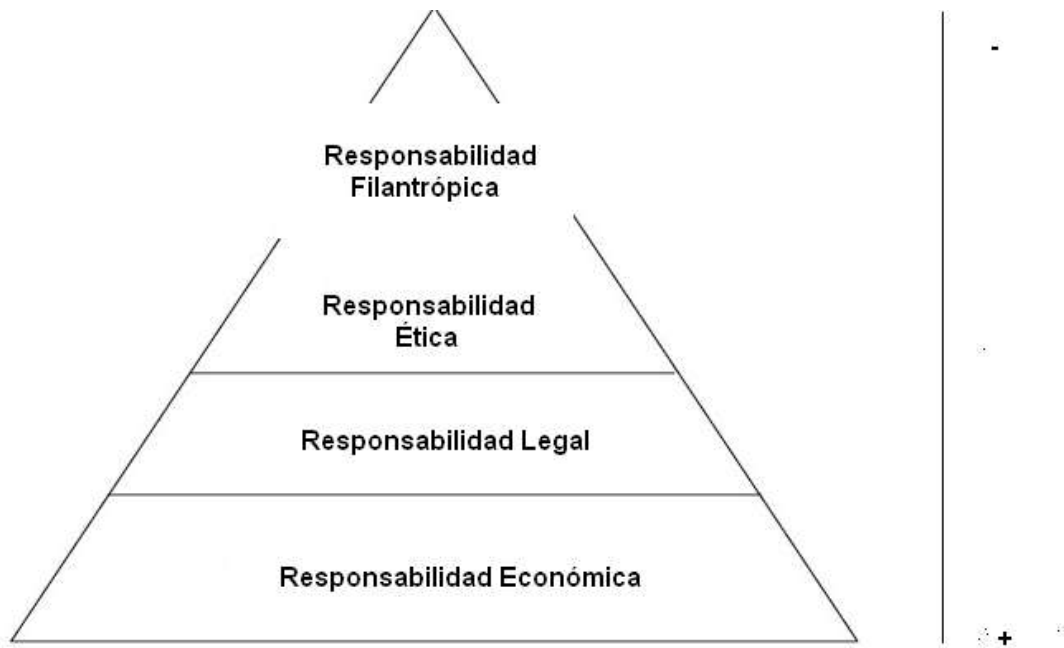 -
Responsabilidad
Filantrópica
Responsabilidad
Ética
Responsabilidad Legal
Responsabilidad Económica
+